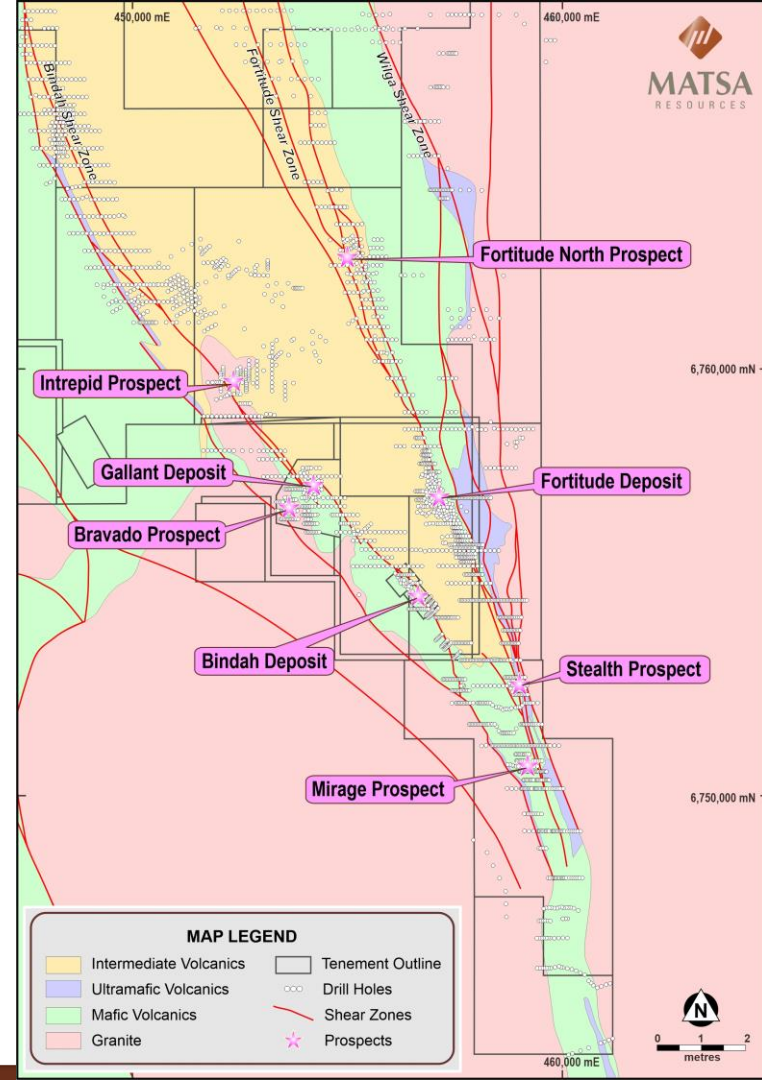 450,000 mE
460,000 mE
MATSA
RESOURCES
Bindah Shear Zone
Fortitude Shear Zone
Wilga Shear Zone
Fortitude North Prospect
6,760,000 mN
Intrepid Prospect
Gallant Deposit
Fortitude Deposit
Bravado Prospect
Bindah Deposit
Stealth Prospect
Mirage Prospect
6,750,000 mN
MAP LEGEND
Intermediate Volcanics
Tenement Outline
Ultramafic Volcanics
Drill Holes
Mafic Volcanics
Shear Zones
Granite
Prospects
N
0 1 2
metres
460,000 mE